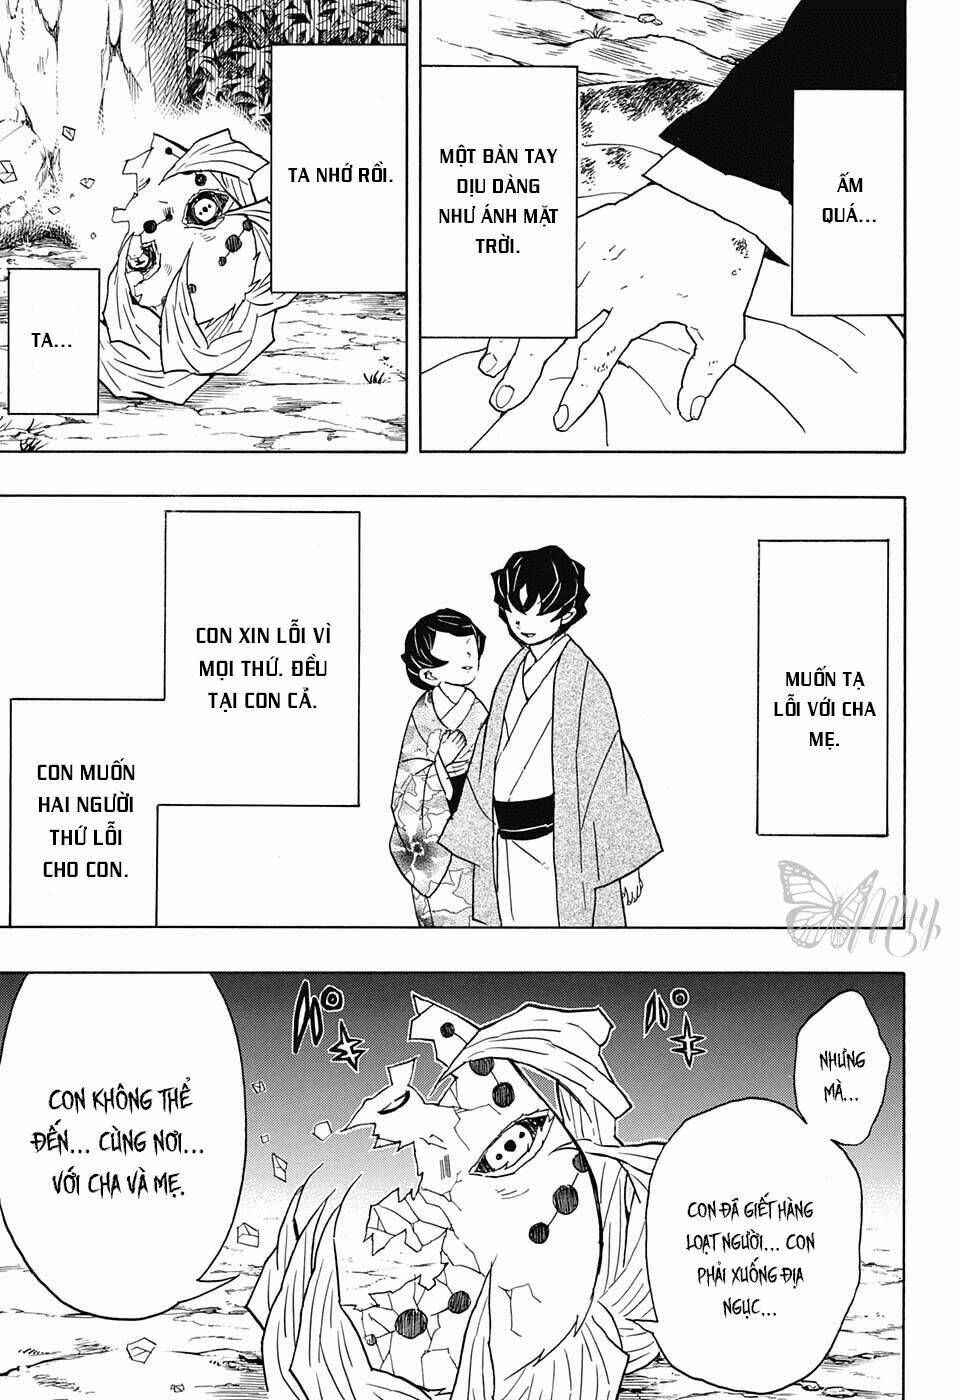 ẤM
QUÁ...
MỘT BÀN TAY
DỊU DÀNG
NHƯ ÁNH MẶT
TRỜI.
TA NHỚ RỒI.
TA...
MUỐN TẠ
LỖI VỚI CHA
MẸ.
CON XIN LỖI VÌ
MỌI THỨ. ĐỀU
TẠI CON CẢ.
CON MUỐN
HAI NGƯỜI
THỨ LỖI
CHO CON.
NHƯNG
MÀ...
CON ĐÃ GIẾT HÀNG
LOẠT NGƯỜI... CON
PHẢI XUỐNG ĐỊA
NGỤC...
CON KHÔNG THỂ
ĐẾN... CÙNG NƠI...
VỚI CHA VÀ MẸ.